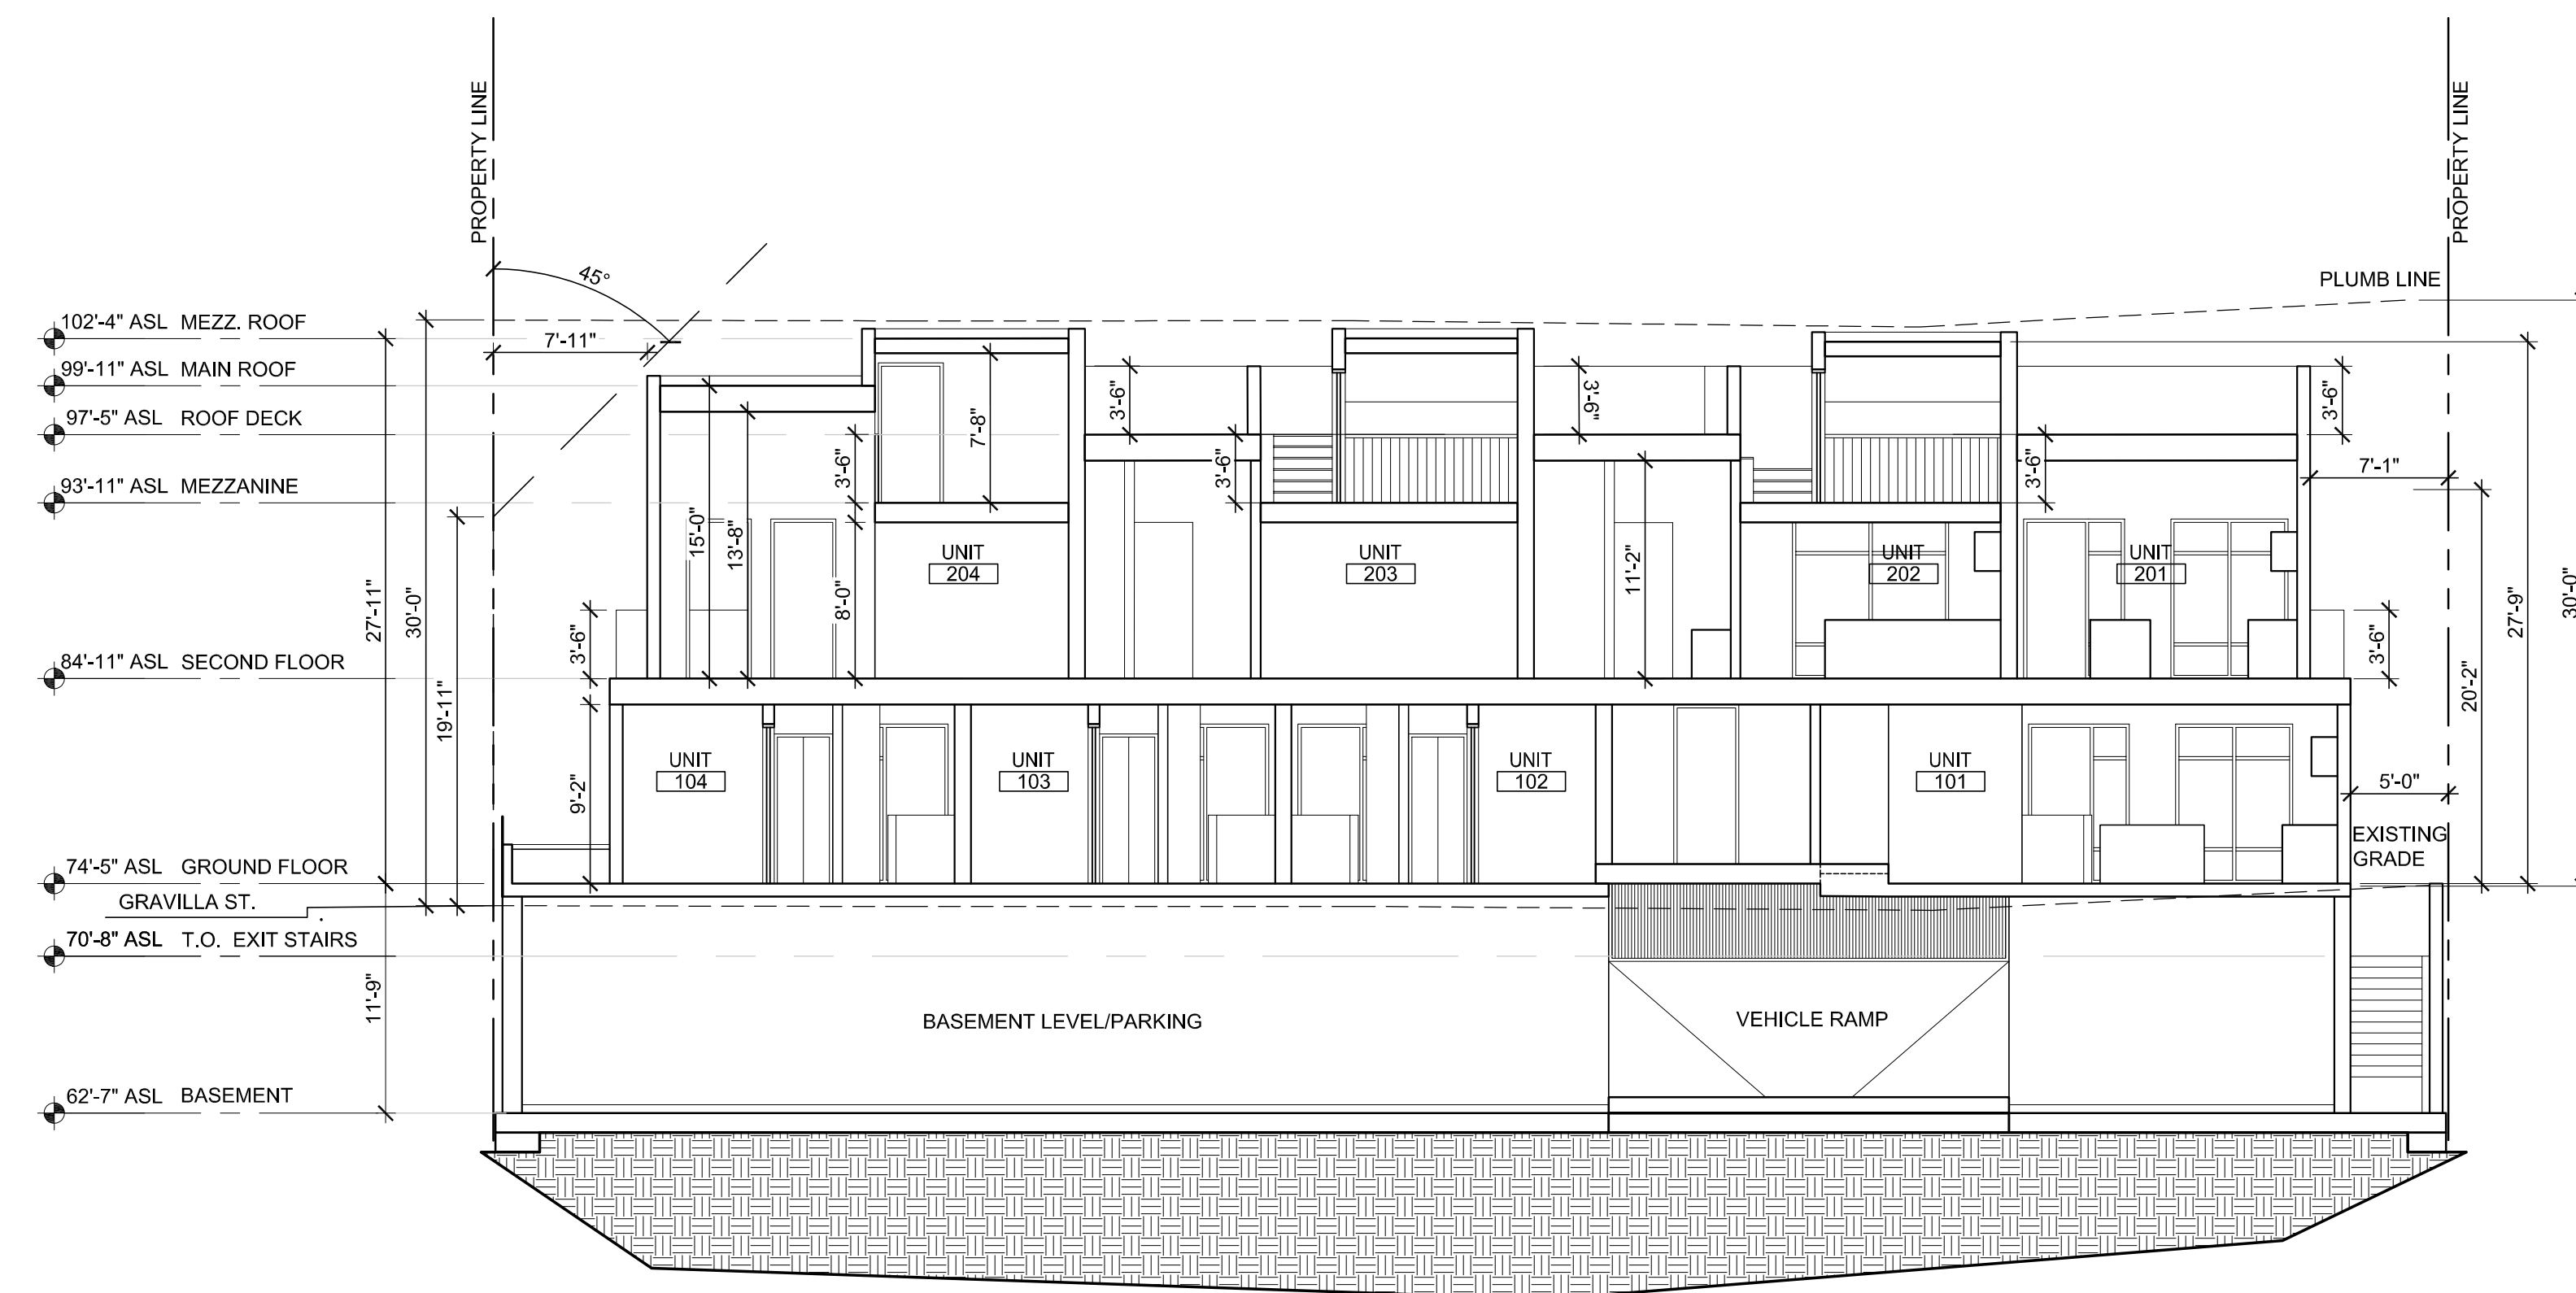 PROPERTY LINE
PROPERTY LINE
45°
PLUMB LINE
102'-4" ASL MEZZ. ROOF
7'-11"
99'-11" ASL MAIN ROOF
97'-5" ASL ROOF DECK
93'-11" ASL MEZZANINE
84'-11" ASL SECOND FLOOR
74'-5" ASL GROUND FLOOR
GRAVILLA ST.
70'-8" ASL T.O. EXIT STAIRS
62'-7" ASL BASEMENT
27'-11"
30'-0"
19'-11"
11'-9"
3'-6"
9'-2"
15'-0"
13'-8"
3'-6"
8'-0"
7'-8"
3'-6"
3'-6"
3'-6"
11'-2"
3'-6"
3'-6"
7'-1"
3'-6"
5'-0"
20'-2"
27'-9"
30'-0"
UNIT
204
UNIT
203
UNIT
202
UNIT
201
UNIT
104
UNIT
103
UNIT
102
UNIT
101
EXISTING
GRADE
BASEMENT LEVEL/PARKING
VEHICLE RAMP